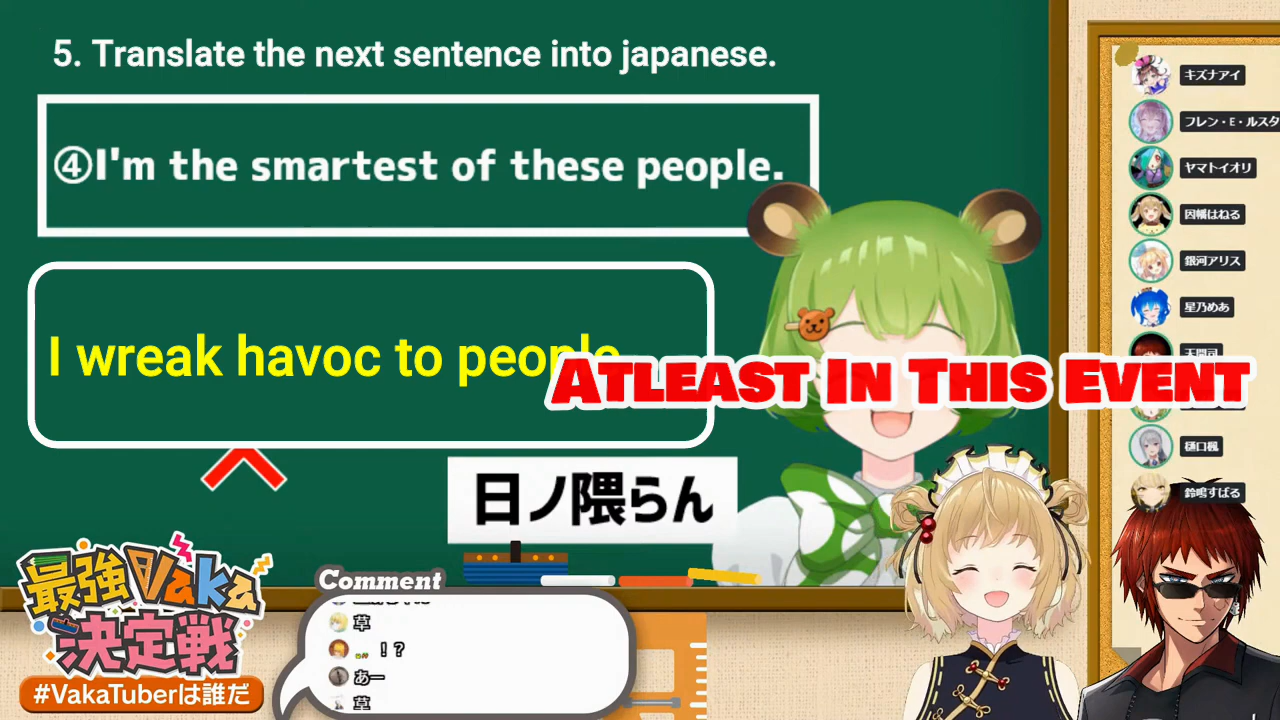 5. Translate the next sentence into japanese.
④I'm the smartest of these people.
I wreak havoc to people
ATLEAST IN THIS EVENT
日ノ隈らん
最強Vaka
決定戦
#VakaTuberは誰だ
Comment
草
!?
あー
草
キズナアイ
フレン・E・ルスタ
ヤマトイオリ
因幡はねる
銀河アリス
星乃めあ
樋口楓
鈴鳴すばる